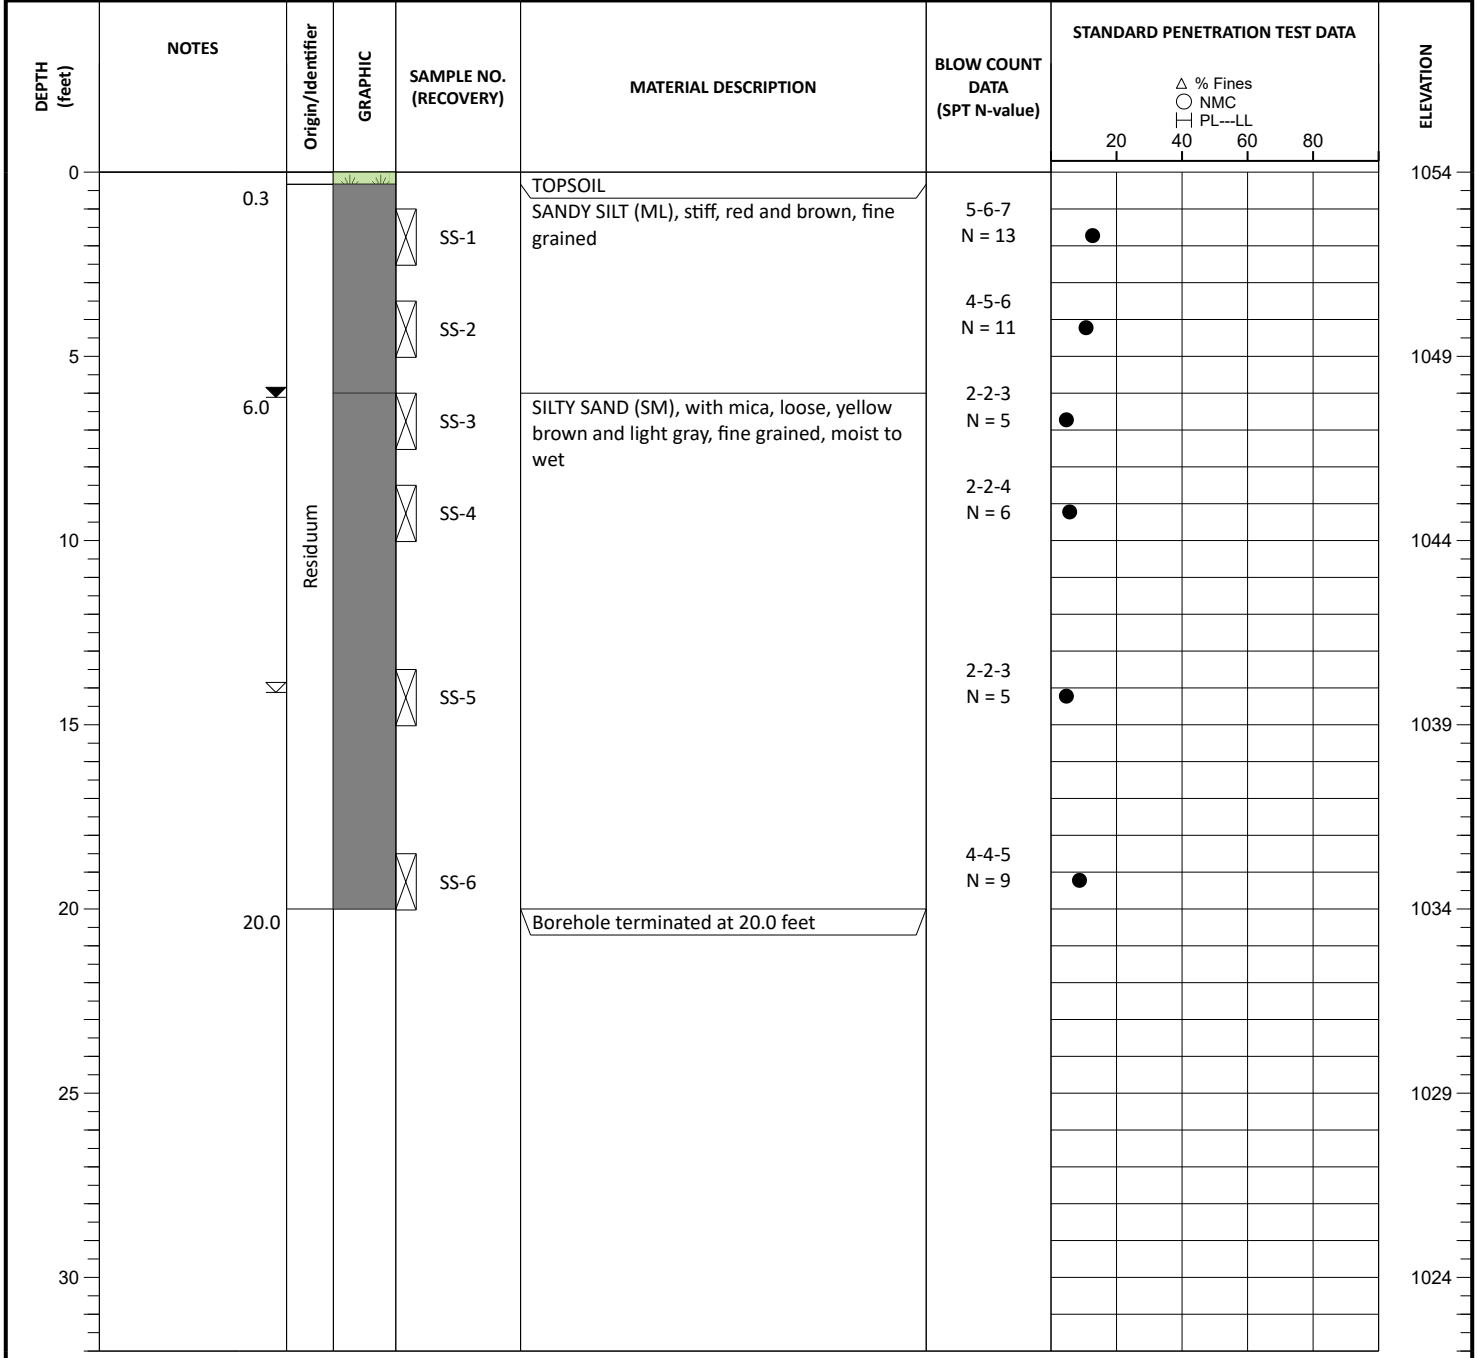 DEPTH
(feet)
NOTES
Origin/Identifier
GRAPHIC
SAMPLE NO.
(RECOVERY)
MATERIAL DESCRIPTION
BLOW COUNT
DATA
(SPT N-value)
STANDARD PENETRATION TEST DATA
% Fines
NMC
PL---LL
20 40 60 80
ELEVATION
0
1054
0.3
TOPSOIL
SANDY SILT (ML), stiff, red and brown, fine
grained
SS-1
5-6-7
N = 13
SS-2
4-5-6
N = 11
5
1049
6.0
SILTY SAND (SM), with mica, loose, yellow
brown and light gray, fine grained, moist to
wet
SS-3
2-2-3
N = 5
SS-4
2-2-4
N = 6
Residuum
10
1044
SS-5
2-2-3
N = 5
15
1039
SS-6
4-4-5
N = 9
20
1034
20.0
Borehole terminated at 20.0 feet
25
1029
30
1024